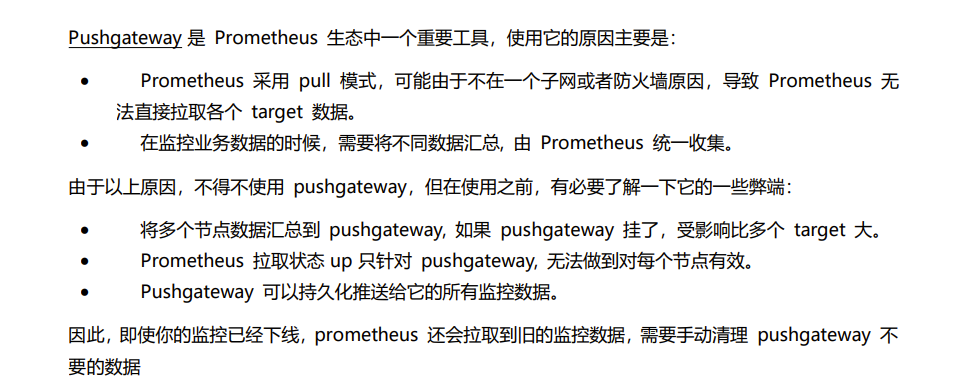 Pushgateway 是 Prometheus 生态中一个重要工具，使用它的原因主要是：
• Prometheus 采用 pull 模式，可能由于不在一个子网或者防火墙原因，导致 Prometheus 无
法直接拉取各个 target 数据。
• 在监控业务数据的时候，需要将不同数据汇总, 由 Prometheus 统一收集。
由于以上原因，不得不使用 pushgateway，但在使用之前，有必要了解一下它的一些弊端：
• 将多个节点数据汇总到 pushgateway, 如果 pushgateway 挂了，受影响比多个 target 大。
• Prometheus 拉取状态 up 只针对 pushgateway, 无法做到对每个节点有效。
• Pushgateway 可以持久化推送给它的所有监控数据。
因此，即使你的监控已经下线，prometheus 还会拉取到旧的监控数据，需要手动清理 pushgateway 不
要的数据